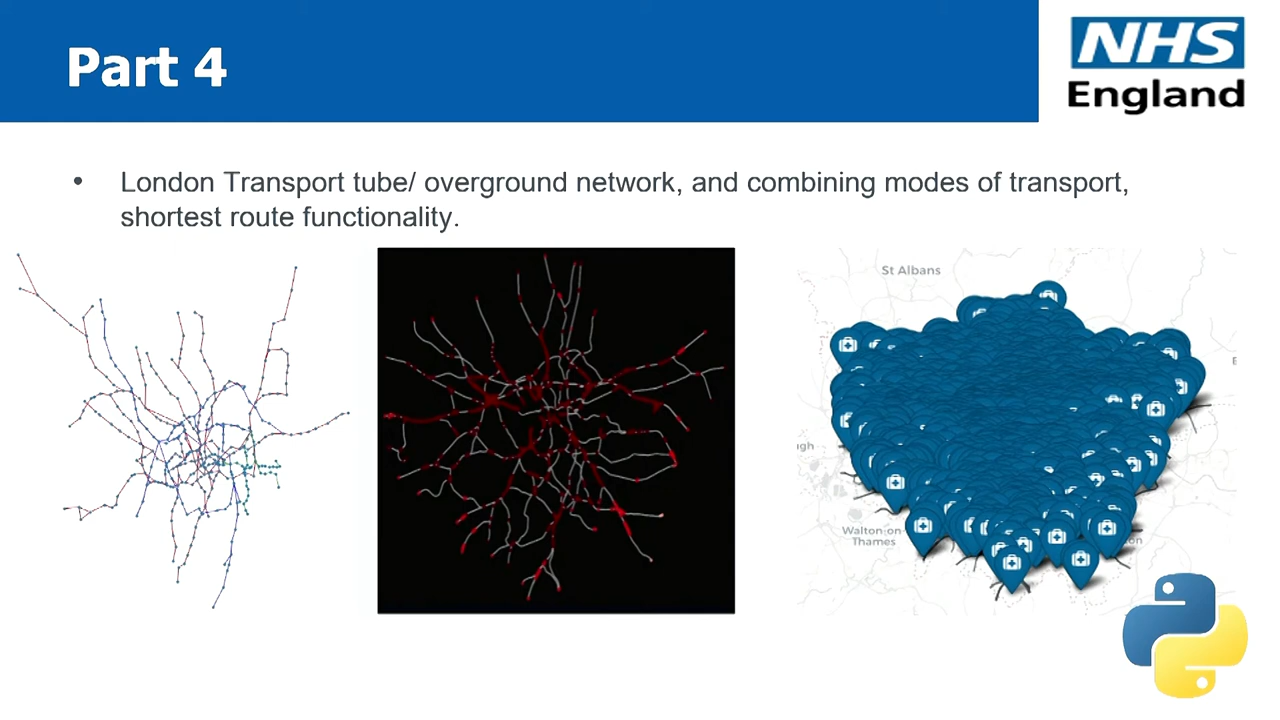 Part 4
NHS
England
• London Transport tube/ overground network, and combining modes of transport,
shortest route functionality.
St Albans
Walton-on
Thames